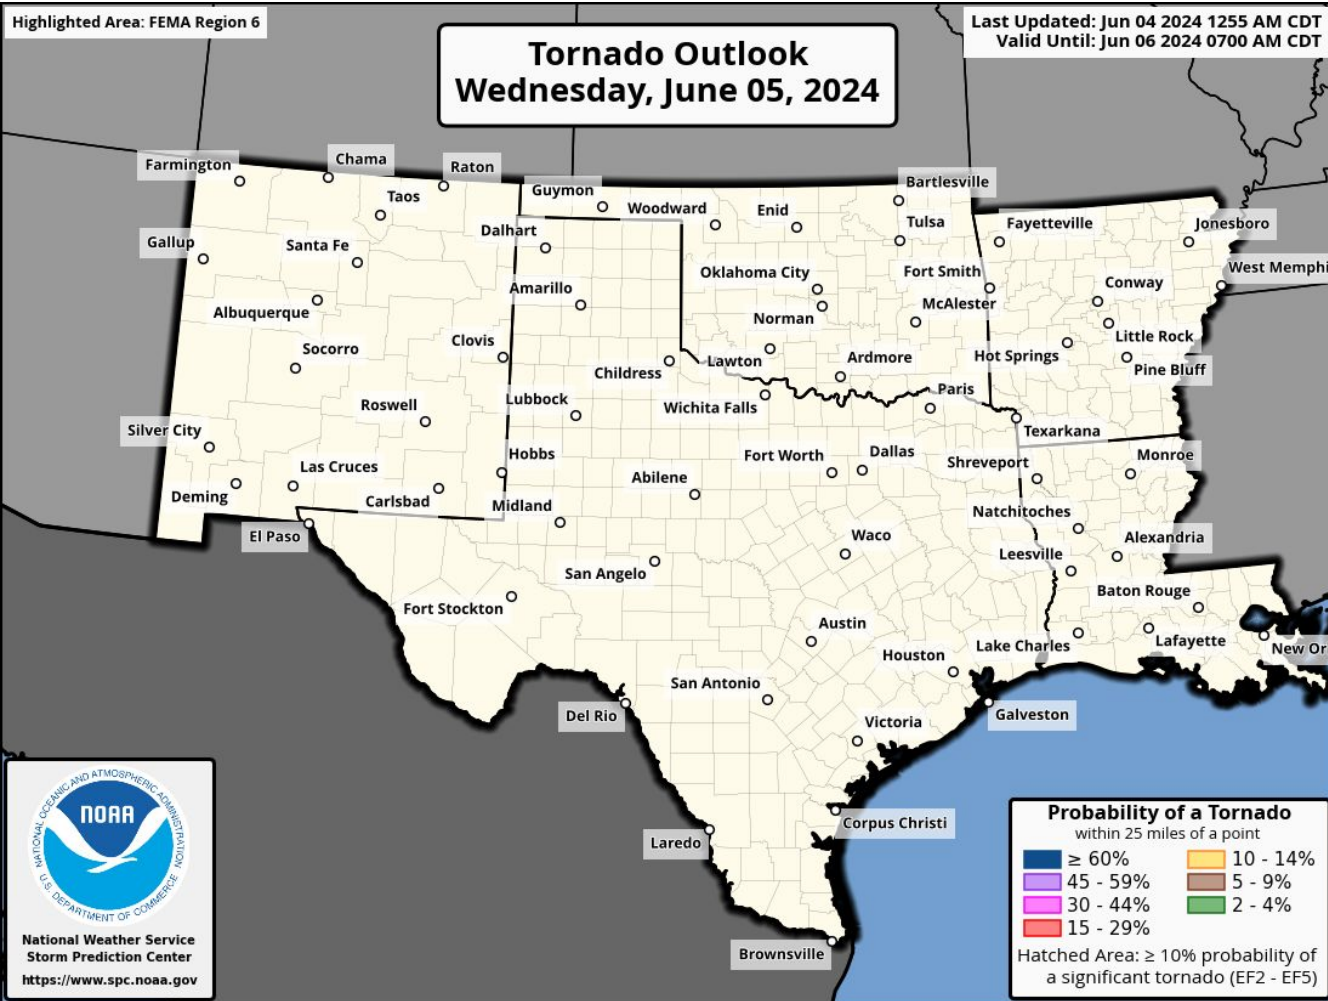 Highlighted Area: FEMA Region 6
Last Updated: Jun 04 2024 1255 AM CDT
Valid Until: Jun 06 2024 0700 AM CDT
Tornado Outlook
Wednesday, June 05, 2024
Farmington
Chama
Raton
Taos
Guymon
Woodward
Enid
Bartlesville
Tulsa
Fayetteville
Jonesboro
Gallup
Santa Fe
Dalhart
Oklahoma City
Fort Smith
West Memphi
Amarillo
Conway
Albuquerque
Norman
McAlester
Socorro
Clovis
Little Rock
Childress
Lawton
Ardmore
Hot Springs
Pine Bluff
Roswell
Lubbock
Wichita Falls
Paris
Silver City
Texarkana
Las Cruces
Hobbs
Fort Worth
Dallas
Shreveport
Monroe
Deming
Carlsbad
Midland
Abilene
Natchitoches
El Paso
Waco
Alexandria
Leesville
San Angelo
Baton Rouge
Fort Stockton
Austin
Lake Charles
Lafayette
New Or
Houston
San Antonio
Del Rio
Galveston
Victoria
Corpus Christi
Laredo
Brownsville
NATIONAL OCEANIC AND ATMOSPHERIC ADMINISTRATION
NOAA
U.S. DEPARTMENT OF COMMERCE
National Weather Service
Storm Prediction Center
https://www.spc.noaa.gov
Probability of a Tornado
within 25 miles of a point
≥ 60%
45 - 59%
30 - 44%
15 - 29%
10 - 14%
5 - 9%
2 - 4%
Hatched Area: ≥ 10% probability of
a significant tornado (EF2 - EF5)